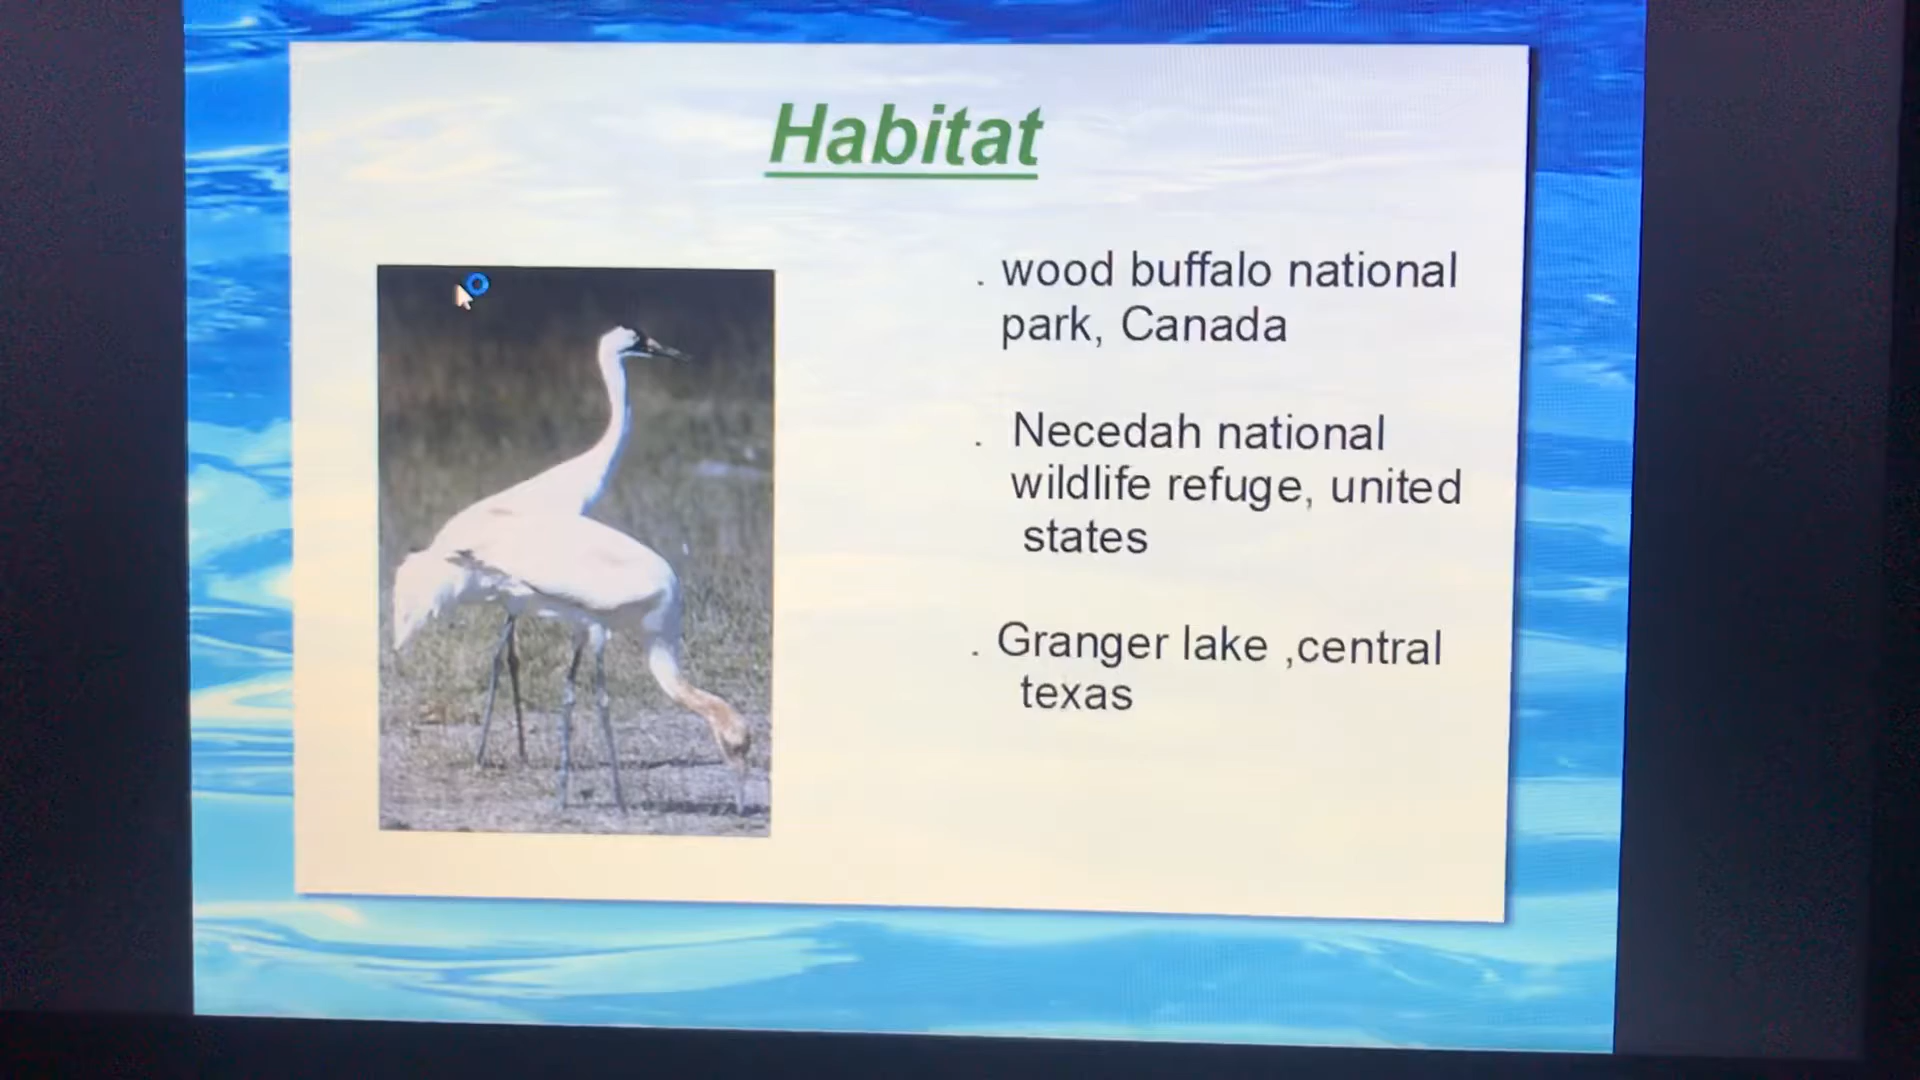 Habitat
. wood buffalo national
park, Canada
. Necedah national
wildlife refuge, united
states
. Granger lake ,central
texas